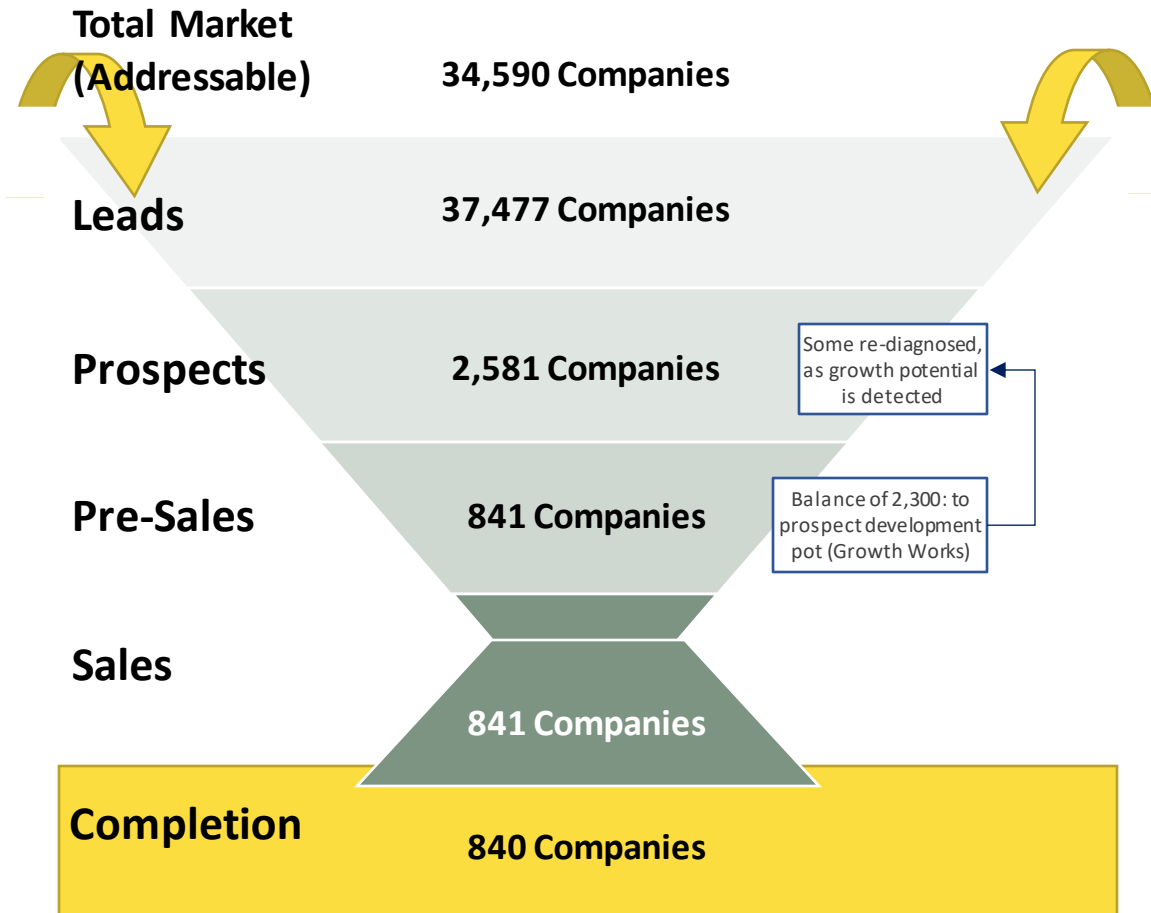 Total Market
(Addressable)
34,590 Companies
Leads
37,477 Companies
Prospects
2,581 Companies
Some re-diagnosed,
as growth potential
is detected
Pre-Sales
841 Companies
Balance of 2,300: to
prospect development
pot (Growth Works)
Sales
841 Companies
Completion
840 Companies